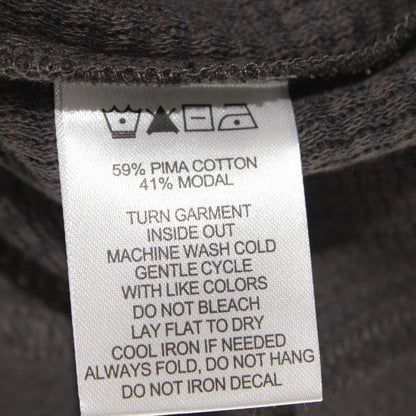 59% PIMA COTTON
41% MODAL
TURN GARMENT
INSIDE OUT
MACHINE WASH COLD
GENTLE CYCLE
WITH LIKE COLORS
DO NOT BLEACH
LAY FLAT TO DRY
COOL IRON IF NEEDED
ALWAYS FOLD, DO NOT HANG
DO NOT IRON DECAL